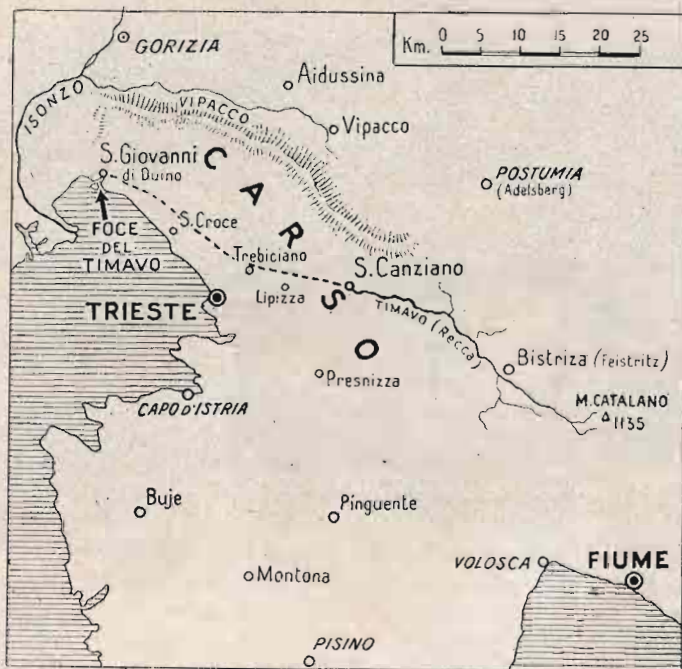 Km. 0 5 10 15 20 25
GORIZIA
Aidussina
ISONZO
VIPACCO
Vipacco
S. Giovanni
di Duino
CARSO
POSTUMIA
(Adelsberg)
FOCE
DEL
TIMAVO
S. Croce
Trebiciano
S. Canziano
Lipizza
TRIESTE
TIMAVO (Recca)
Bistriza (Feistritz)
Presnizza
M. CATALANO
1135
CAPO D'ISTRIA
Buje
Pinguente
VOLOSCA
FIUME
Montona
PISINO